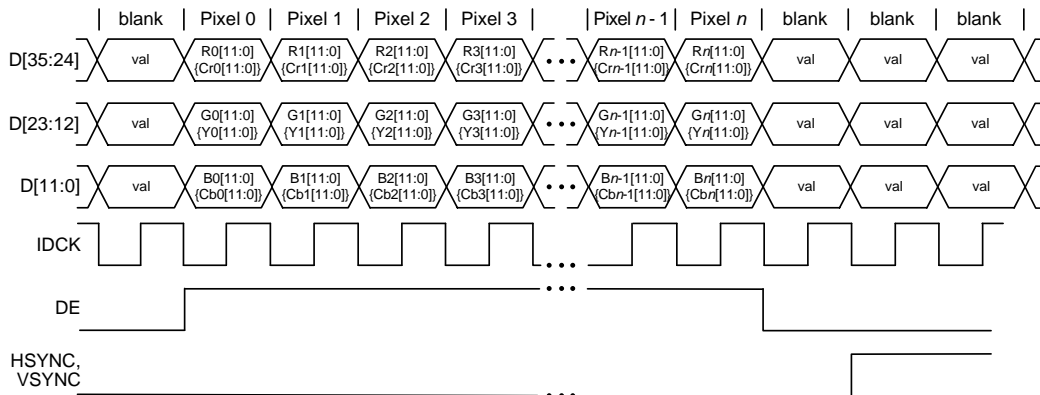 blank Pixel 0 Pixel 1 Pixel 2 Pixel 3 Pixel n - 1 Pixel n blank blank blank
D[35:24] val R0[11:0] R1[11:0] R2[11:0] R3[11:0] ••• Rn-1[11:0] Rn[11:0] val val val
{Cr0[11:0]} {Cr1[11:0]} {Cr2[11:0]} {Cr3[11:0]} {Crn-1[11:0]} {Crn[11:0]}
D[23:12] val G0[11:0] G1[11:0] G2[11:0] G3[11:0] ••• Gn-1[11:0] Gn[11:0] val val val
{Y0[11:0]} {Y1[11:0]} {Y2[11:0]} {Y3[11:0]} {Yn-1[11:0]} {Yn[11:0]}
D[11:0] val B0[11:0] B1[11:0] B2[11:0] B3[11:0] ••• Bn-1[11:0] Bn[11:0] val val val
{Cb0[11:0]} {Cb1[11:0]} {Cb2[11:0]} {Cb3[11:0]} {Cbn-1[11:0]} {Cbn[11:0]}
IDCK •••
DE •••
HSYNC,
VSYNC •••